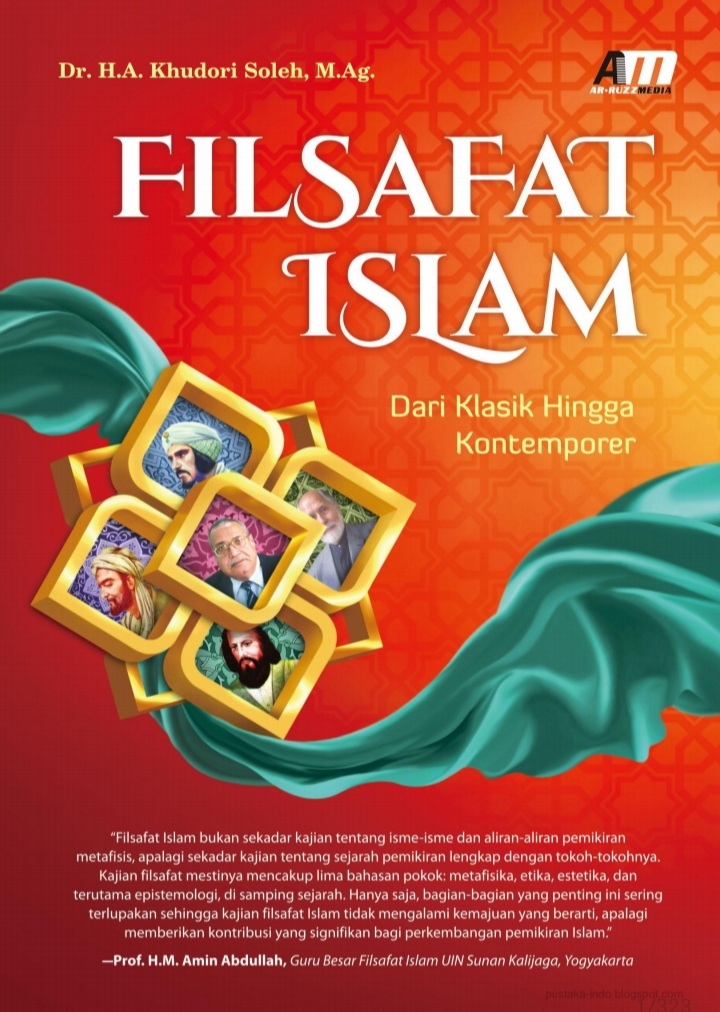 Dr. H.A. Khudori Soleh, M.Ag.
AM
AR-RUZZMEDIA
FILSAFAT
ISLAM
Dari Klasik Hingga
Kontemporer
“Filsafat Islam bukan sekadar kajian tentang isme-isme dan aliran-aliran pemikiran
metafisis, apalagi sekadar kajian tentang sejarah pemikiran lengkap dengan tokoh-tokohnya.
Kajian filsafat mestinya mencakup lima bahasan pokok: metafisika, etika, estetika, dan
terutama epistemologi, di samping sejarah. Hanya saja, bagian-bagian yang penting ini sering
terlupakan sehingga kajian filsafat Islam tidak mengalami kemajuan yang berarti, apalagi
memberikan kontribusi yang signifikan bagi perkembangan pemikiran Islam.”
—Prof. H.M. Amin Abdullah, Guru Besar Filsafat Islam UIN Sunan Kalijaga, Yogyakarta
pustaka-indo.blogspot.com
1/323